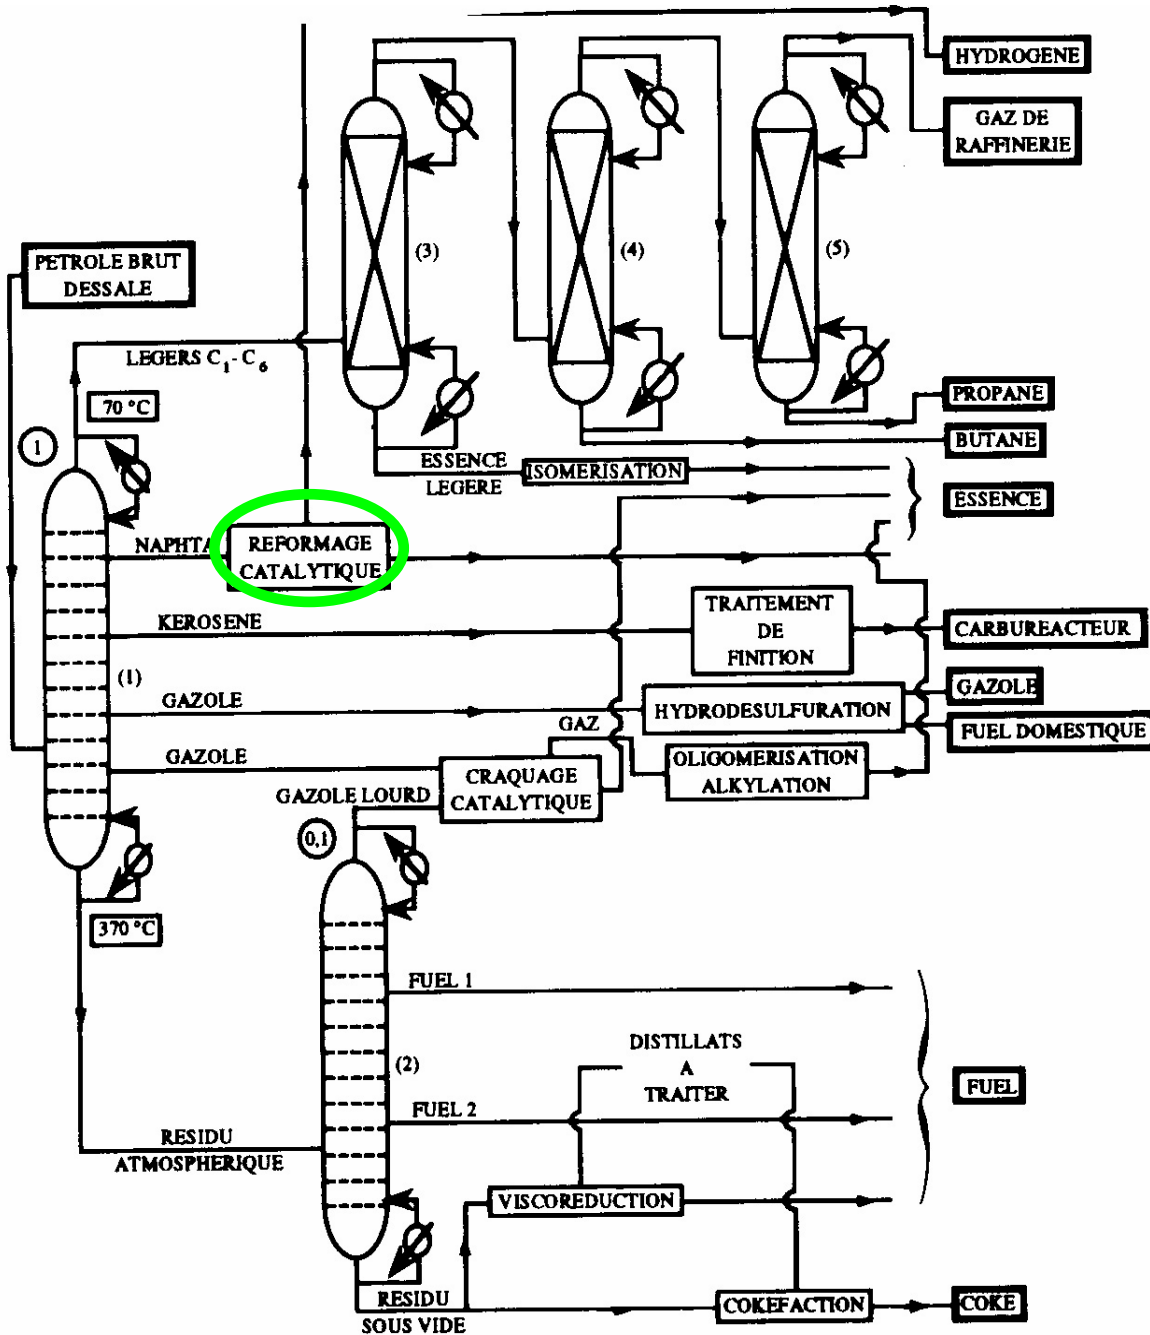 HYDROGENE
GAZ DE
RAFFINERIE
(3)
(4)
(5)
PETROLE BRUT
DESSALE
LEGERS C₁-C₆
70 °C
1
PROPANE
BUTANE
ESSENCE
LEGERE
ISOMERISATION
ESSENCE
NAPHTA
REFORMAGE
CATALYTIQUE
KEROSENE
TRAITEMENT
DE
FINITION
CARBUREACTEUR
(1)
GAZOLE
HYDRODESULFURATION
GAZOLE
FUEL DOMESTIQUE
GAZ
GAZOLE
CRAQUAGE
CATALYTIQUE
OLIGOMERISATION
ALKYLATION
GAZOLE LOURD
0,1
370 °C
FUEL 1
DISTILLATS
A
TRAITER
(2)
FUEL
FUEL 2
RESIDU
ATMOSPHERIQUE
VISCOREDUCTION
RESIDU
SOUS VIDE
COKEFACTION
COKE